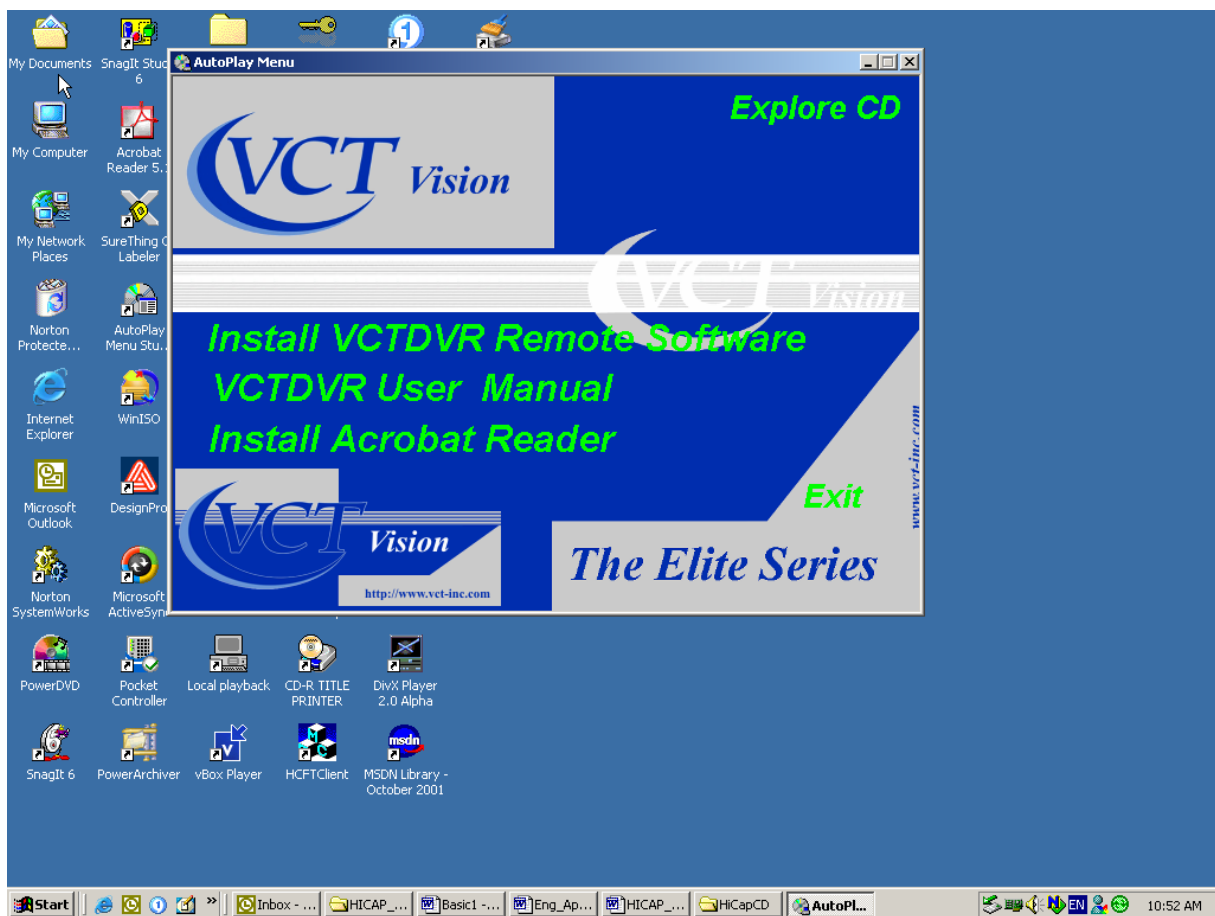 My Documents
SnagIt Stud
6
AutoPlay Menu
Explore CD
VCT Vision
My Computer
Acrobat
Reader 5.
My Network
Places
SureThing C
Labeler
VCT Vision
Norton
Protecte...
AutoPlay
Menu Stu..
Install VCTDVR Remote Software
VCTDVR User Manual
Install Acrobat Reader
Internet
Explorer
WinISO
www.vct-inc.com
Microsoft
Outlook
DesignPro
Exit
VCT Vision
http://www.vct-inc.com
The Elite Series
Norton
SystemWorks
Microsoft
ActiveSyn
PowerDVD
Pocket
Controller
Local playback
CD-R TITLE
PRINTER
DivX Player
2.0 Alpha
SnagIt 6
PowerArchiver
vBox Player
HCFTClient
msdn
MSDN Library -
October 2001
Start
»
Inbox - ...
HICAP_...
Basic1 -...
Eng_Ap...
HICAP_...
HiCapCD
AutoPl...
EN
10:52 AM